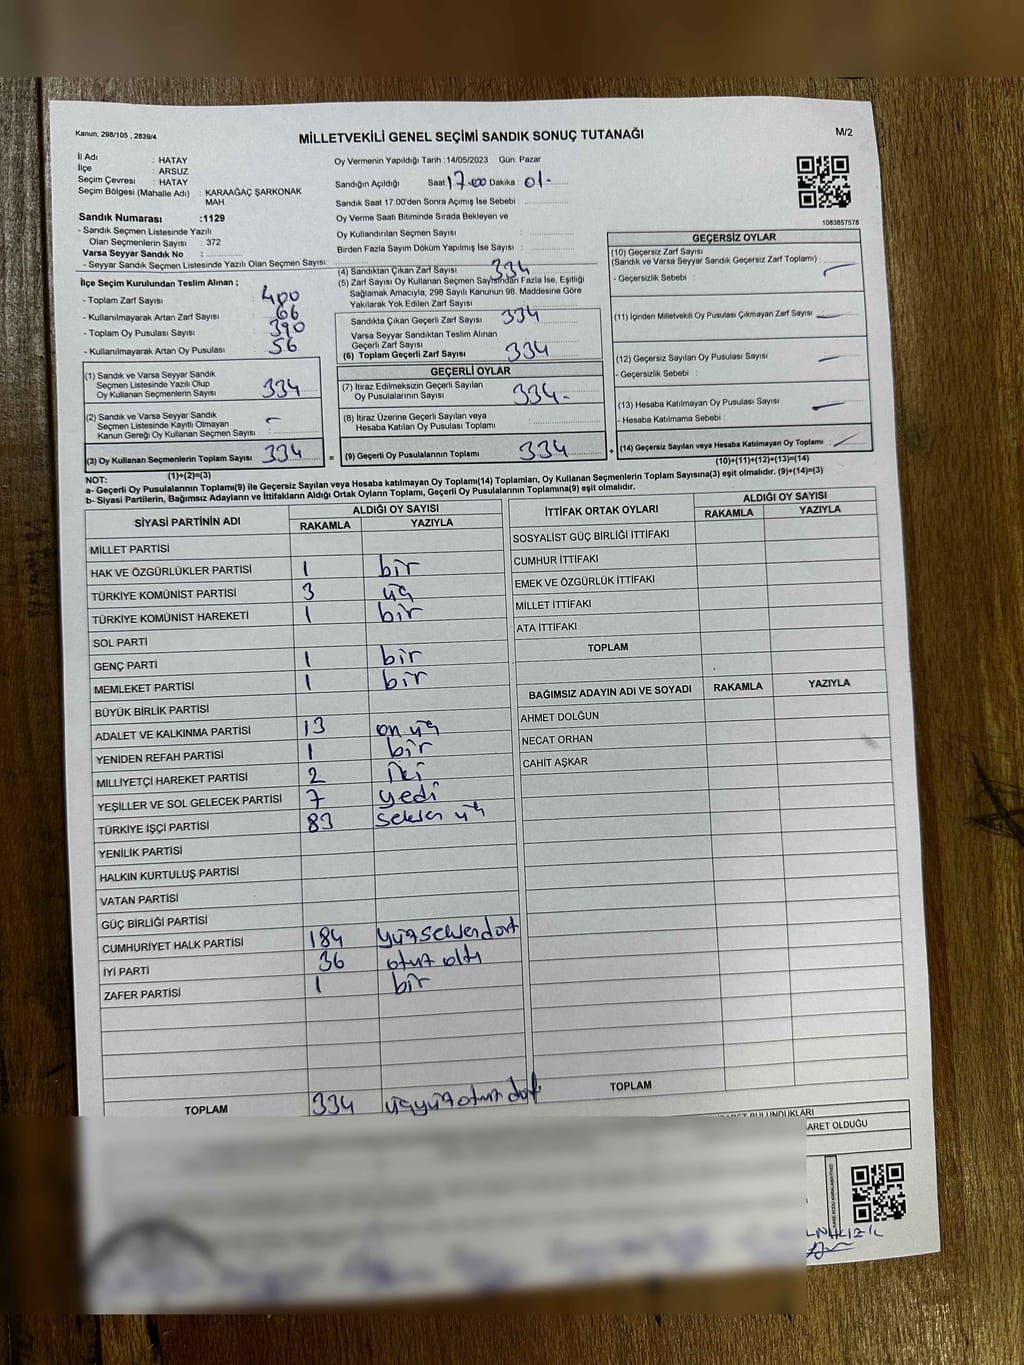 Kanun; 298/105 , 2839/4
MİLLETVEKİLİ GENEL SEÇİMİ SANDIK SONUÇ TUTANAĞI
M/2
İl Adı : HATAY
İlçe : ARSUZ
Seçim Çevresi : HATAY
Seçim Bölgesi (Mahalle Adı) : KARAAĞAÇ ŞARKONAK MAH
Sandık Numarası :1129
- Sandık Seçmen Listesinde Yazılı
Olan Seçmenlerin Sayısı : 372
Varsa Seyyar Sandık No :
- Seyyar Sandık Seçmen Listesinde Yazılı Olan Seçmen Sayısı:
Oy Vermenin Yapıldığı Tarih : 14/05/2023 Gün: Pazar
Sandığın Açıldığı Saat: 17.00 Dakika : 01-
Sandık Saat 17.00'den Sonra Açımış İse Sebebi :
Oy Verme Saati Bitiminde Sırada Bekleyen ve
Oy Kullandırılan Seçmen Sayısı :
Birden Fazla Sayım Döküm Yapılmış İse Sayısı :
1083657578
İlçe Seçim Kurulundan Teslim Alınan ;
- Toplam Zarf Sayısı 400
- Kullanılmayarak Artan Zarf Sayısı : 66
- Toplam Oy Pusulası Sayısı : 390
- Kullanılmayarak Artan Oy Pusulası : 56
(4) Sandıktan Çıkan Zarf Sayısı : 334
(5) Zarf Sayısı Oy Kullanan Seçmen Sayısından Fazla İse, Eşitliği
Sağlamak Amacıyla, 298 Sayılı Kanunun 98. Maddesine Göre
Yakılarak Yok Edilen Zarf Sayısı :
Sandıkta Çıkan Geçerli Zarf Sayısı : 334
Varsa Seyyar Sandıktan Teslim Alınan
Geçerli Zarf Sayısı
(6) Toplam Geçerli Zarf Sayısı 334
GEÇERSİZ OYLAR
(10) Geçersiz Zarf Sayısı
(Sandık ve Varsa Seyyar Sandık Geçersiz Zarf Toplamı) :
- Geçersizlik Sebebi :
(11) İçinden Milletvekili Oy Pusulası Çıkmayan Zarf Sayısı :
(12) Geçersiz Sayılan Oy Pusulası Sayısı
- Geçersizlik Sebebi :
(13) Hesaba Katılmayan Oy Pusulası Sayısı
- Hesaba Katılmama Sebebi :
(14) Geçersiz Sayılan veya Hesaba Katılmayan Oy Toplamı :
(10)+(11)+(12)+(13)=(14)
(1) Sandık ve Varsa Seyyar Sandık
Seçmen Listesinde Yazılı Olup
Oy Kullanan Seçmenlerin Sayısı : 334
(2) Sandık ve Varsa Seyyar Sandık
Seçmen Listesinde Kayıtlı Olmayan
Kanun Gereği Oy Kullanan Seçmen Sayısı :
(3) Oy Kullanan Seçmenlerin Toplam Sayısı 334
(1)+(2)=(3)
GEÇERLİ OYLAR
(7) İtiraz Edilmeksizin Geçerli Sayılan
Oy Pusulalarının Sayısı : 334-
(8) İtiraz Üzerine Geçerli Sayılan veya
Hesaba Katılan Oy Pusulası Toplamı :
= (9) Geçerli Oy Pusulalarının Toplamı 334 +
NOT:
a- Geçerli Oy Pusulalarının Toplamı(9) ile Geçersiz Sayılan veya Hesaba katılmayan Oy Toplamı(14) Toplamları, Oy Kullanan Seçmenlerin Toplam Sayısına(3) eşit olmalıdır. (9)+(14)=(3)
b- Siyasi Partilerin, Bağımsız Adayların ve İttifakların Aldığı Ortak Oyların Toplamı, Geçerli Oy Pusulalarının Toplamına(9) eşit olmalıdır.
SİYASİ PARTİNİN ADI ALDIĞI OY SAYISI
RAKAMLA YAZIYLA
MİLLET PARTİSİ
HAK VE ÖZGÜRLÜKLER PARTİSİ 1 bir
TÜRKİYE KOMÜNİST PARTİSİ 3 üç
TÜRKİYE KOMÜNİST HAREKETİ 1 bir
SOL PARTİ
GENÇ PARTİ 1 bir
MEMLEKET PARTİSİ 1 bir
BÜYÜK BİRLİK PARTİSİ
ADALET VE KALKINMA PARTİSİ 13 on üç
YENİDEN REFAH PARTİSİ 1 bir
MİLLİYETÇİ HAREKET PARTİSİ 2 iki
YEŞİLLER VE SOL GELECEK PARTİSİ 7 yedi
TÜRKİYE İŞÇİ PARTİSİ 83 seksen üç
YENİLİK PARTİSİ
HALKIN KURTULUŞ PARTİSİ
VATAN PARTİSİ
GÜÇ BİRLİĞİ PARTİSİ
CUMHURİYET HALK PARTİSİ 184 yüzseksendört
İYİ PARTİ 36 otuz altı
ZAFER PARTİSİ 1 bir
TOPLAM 334 üçyüzotuzdört
İTTİFAK ORTAK OYLARI ALDIĞI OY SAYISI
RAKAMLA YAZIYLA
SOSYALİST GÜÇ BİRLİĞİ İTTİFAKI
CUMHUR İTTİFAKI
EMEK VE ÖZGÜRLÜK İTTİFAKI
MİLLET İTTİFAKI
ATA İTTİFAKI
TOPLAM
BAĞIMSIZ ADAYIN ADI VE SOYADI RAKAMLA YAZIYLA
AHMET DOLĞUN
NECAT ORHAN
CAHİT AŞKAR
TOPLAM
BULUNDUKLARI
ARET OLDUĞU